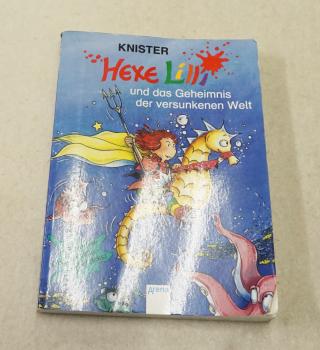 KNISTER
Hexe Lilli
und das Geheimnis
der versunkenen Welt
arena